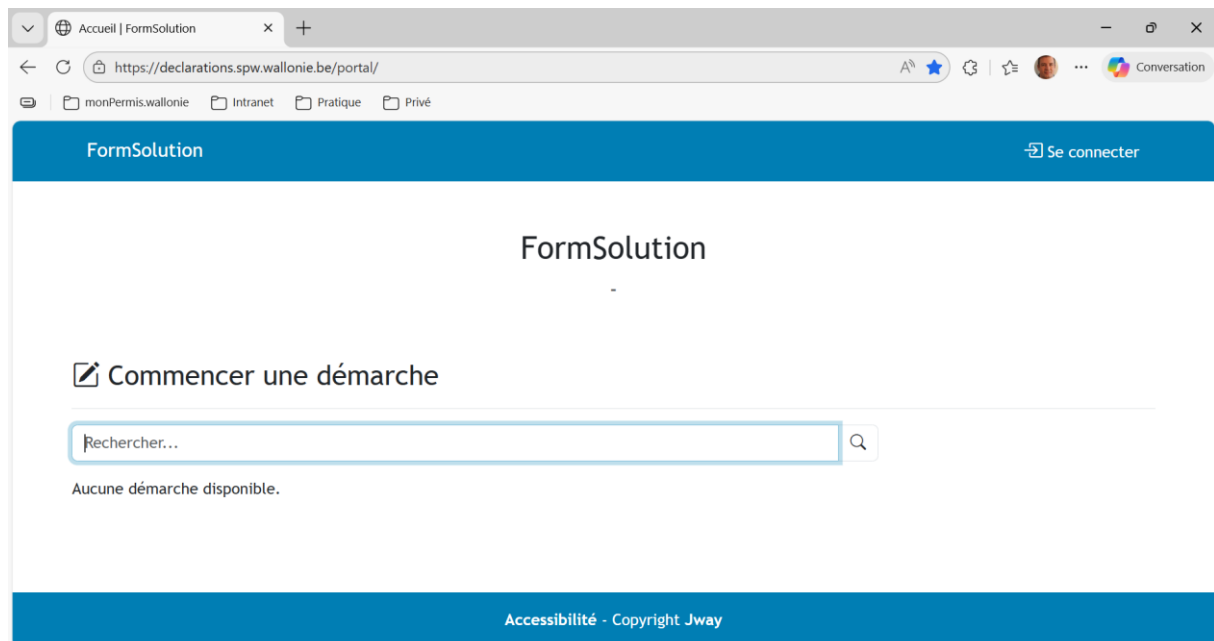 Accueil | FormSolution
https://declarations.spw.wallonie.be/portal/
Conversation
monPermis.wallonie Intranet Pratique Privé
FormSolution Se connecter
FormSolution
-
Commencer une démarche
Rechercher...
Aucune démarche disponible.
Accessibilité - Copyright Jway